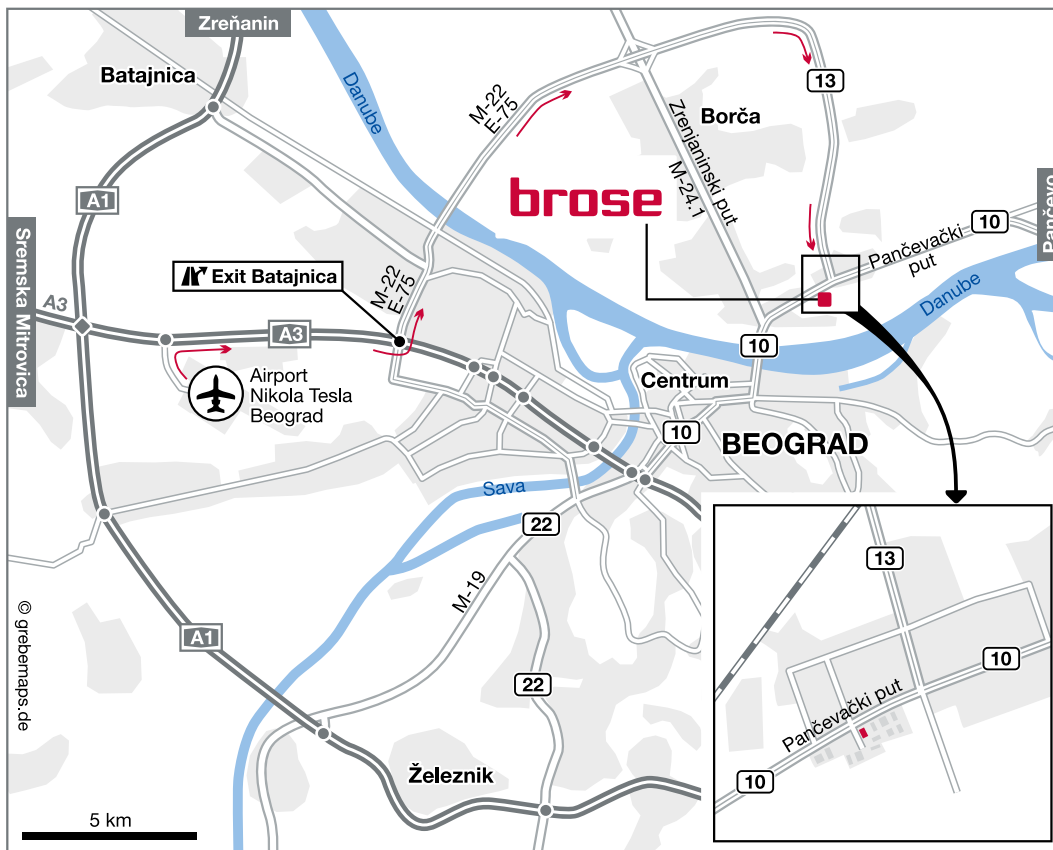 Zreňanin
Batajnica
Danube
M-22
E-75
13
Borča
Zrenjaninski put
M-24.1
brose
A1
Sremska Mitrovica
Pančevo
10
Pančevački
put
Exit Batajnica
M-22
E-75
A3
A3
Danube
10
Airport
Nikola Tesla
Beograd
Centrum
10
BEOGRAD
Sava
22
M-19
13
© grebemaps.de
A1
22
10
Pančevački put
10
Železnik
5 km